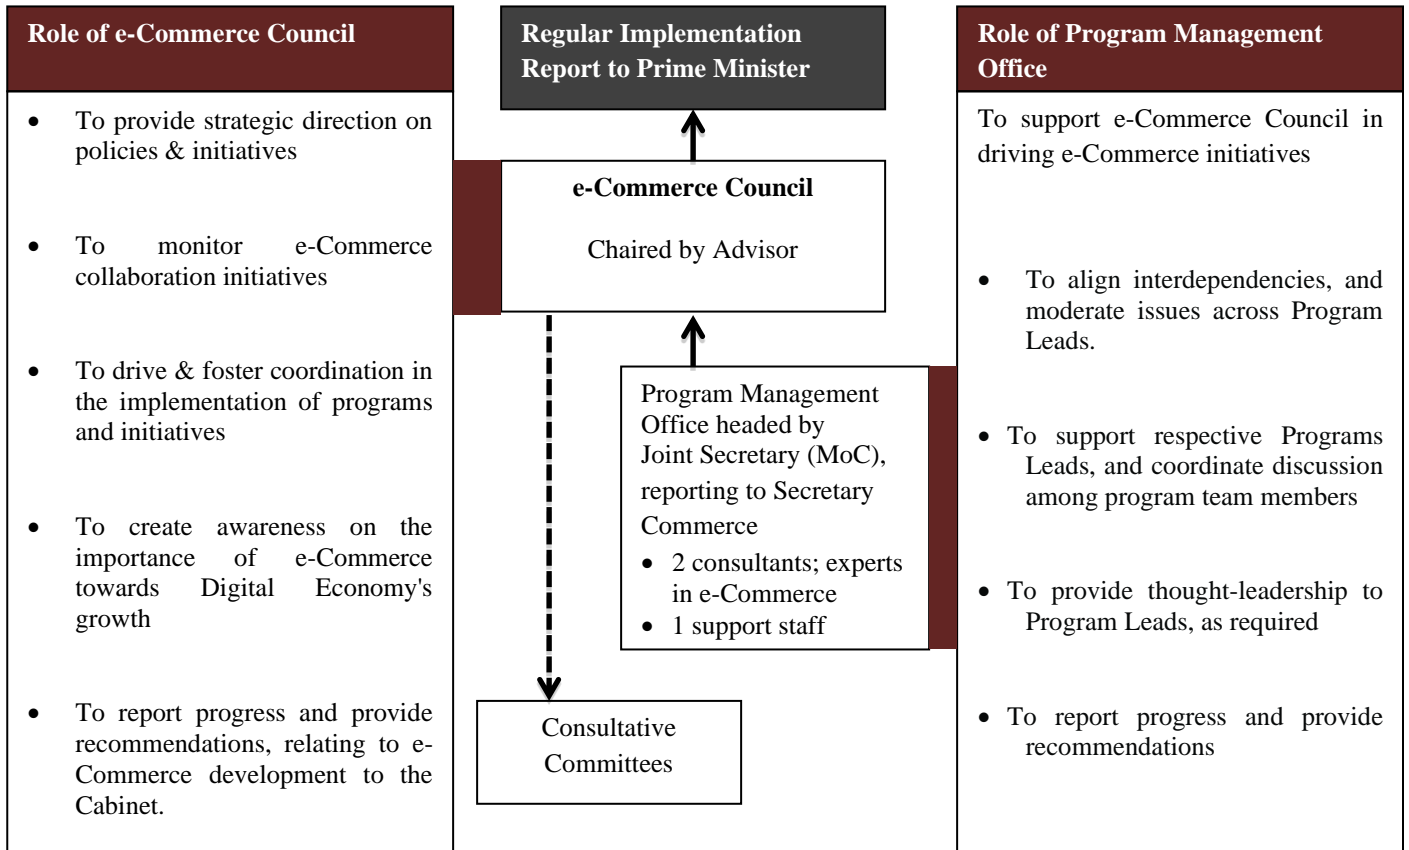 Role of e-Commerce Council
• To provide strategic direction on
policies & initiatives
• To monitor e-Commerce
collaboration initiatives
• To drive & foster coordination in
the implementation of programs
and initiatives
• To create awareness on the
importance of e-Commerce
towards Digital Economy's
growth
• To report progress and provide
recommendations, relating to e-
Commerce development to the
Cabinet.
Regular Implementation
Report to Prime Minister
e-Commerce Council
Chaired by Advisor
Program Management
Office headed by
Joint Secretary (MoC),
reporting to Secretary
Commerce
• 2 consultants; experts
in e-Commerce
• 1 support staff
Consultative
Committees
Role of Program Management
Office
To support e-Commerce Council in
driving e-Commerce initiatives
• To align interdependencies, and
moderate issues across Program
Leads.
• To support respective Programs
Leads, and coordinate discussion
among program team members
• To provide thought-leadership to
Program Leads, as required
• To report progress and provide
recommendations